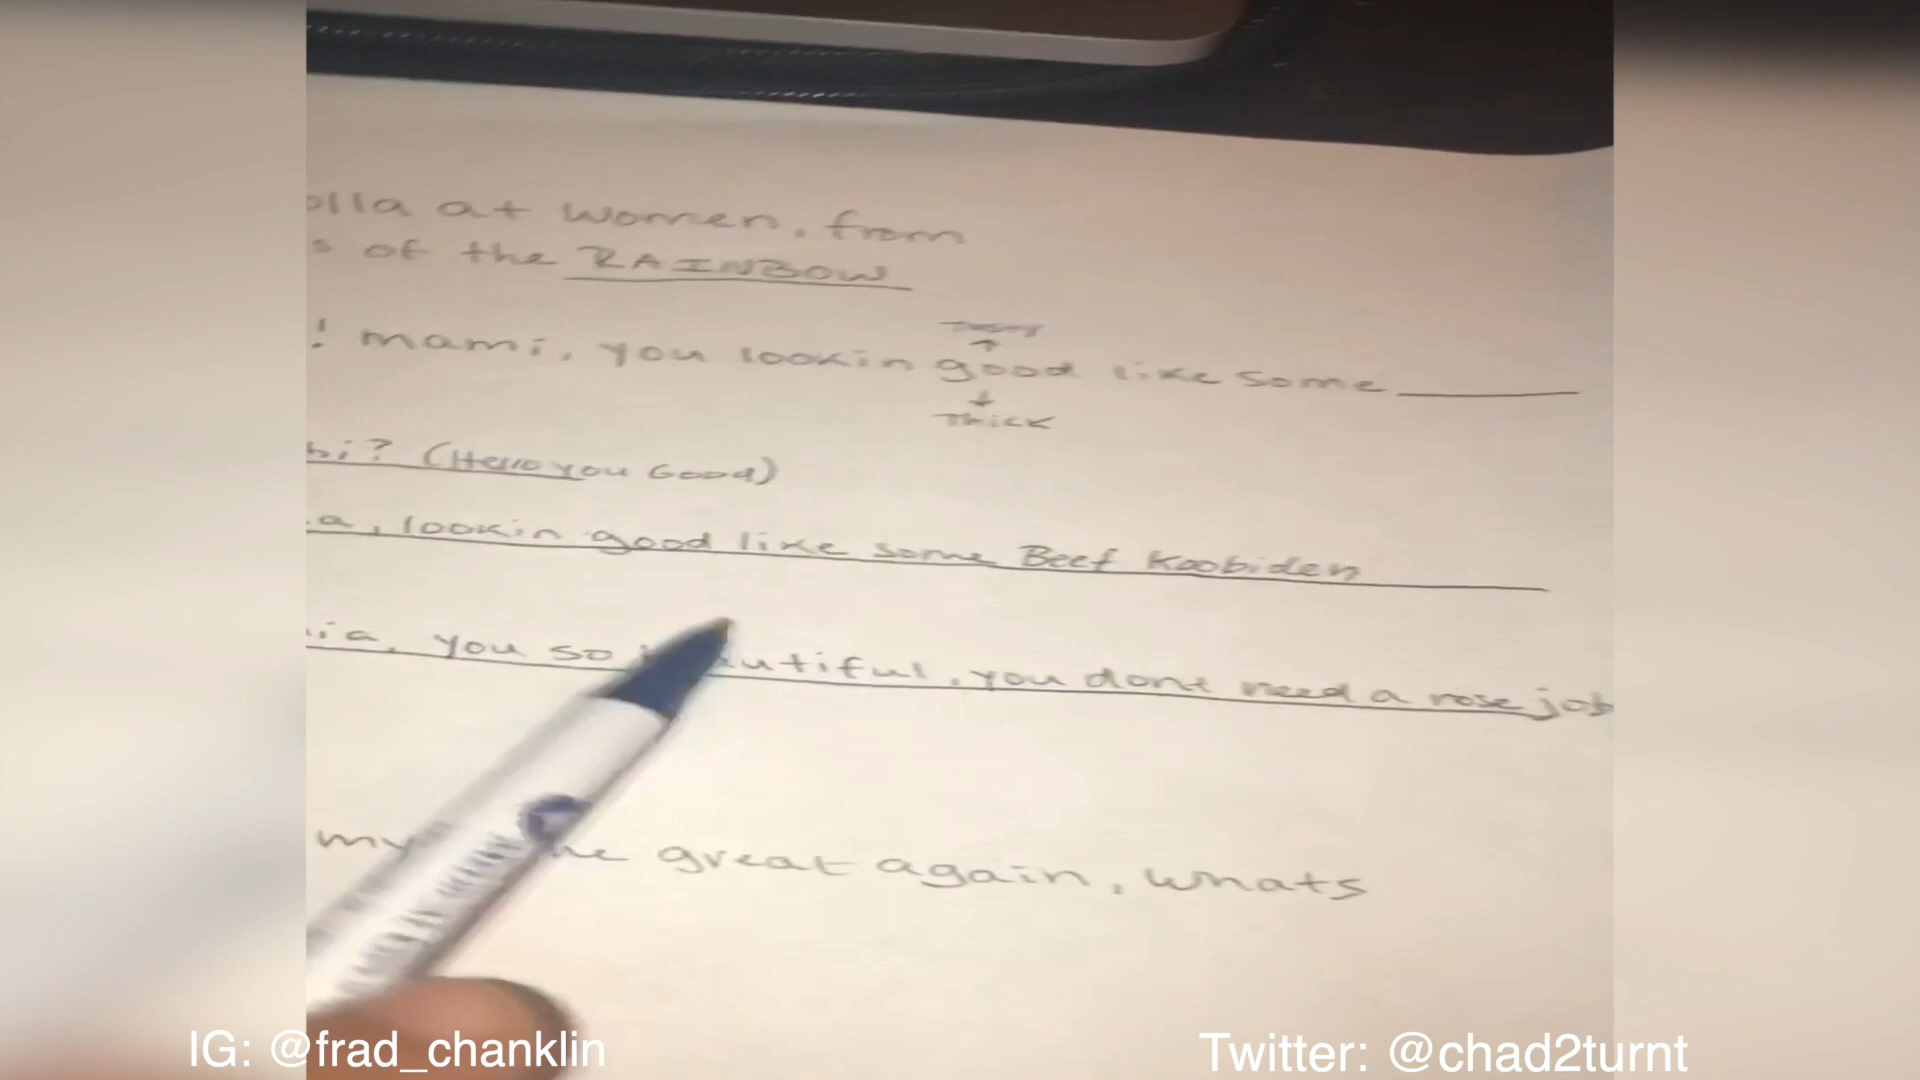 olla at women, from
s of the RAINBOW
Tasty
! mami, you lookin good like some
Thick
bi? (Hello you Good)
a, lookin good like some Beef Koobiden
ia, you so utiful, you dont need a nose job
my great again, whats
IG: @frad_chanklin
Twitter: @chad2turnt